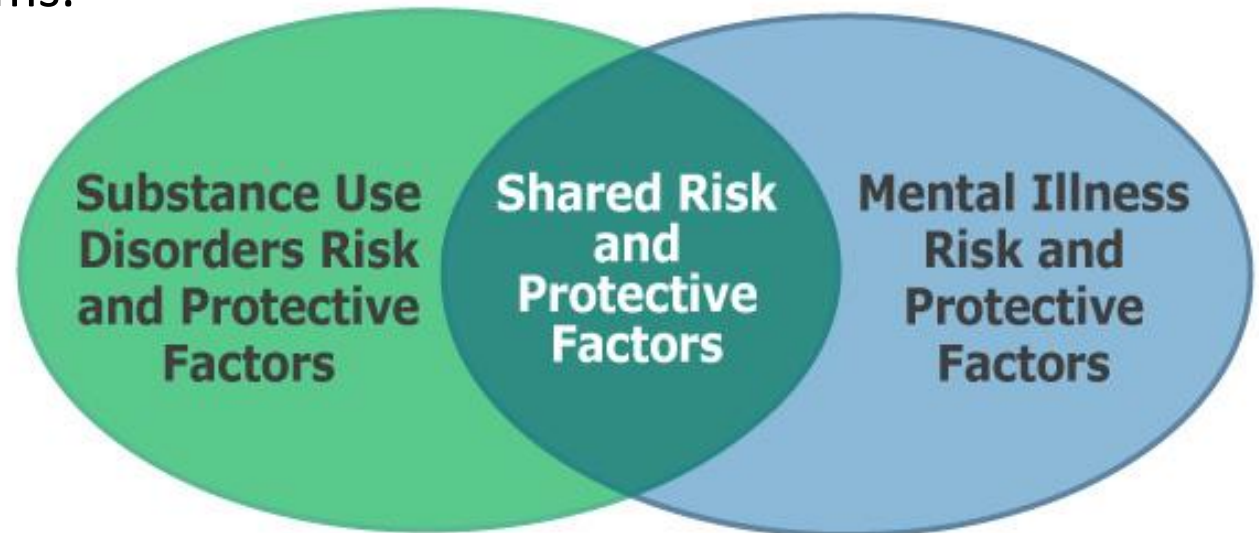 Substance Use
Disorders Risk
and Protective
Factors
Shared Risk
and
Protective
Factors
Mental Illness
Risk and
Protective
Factors